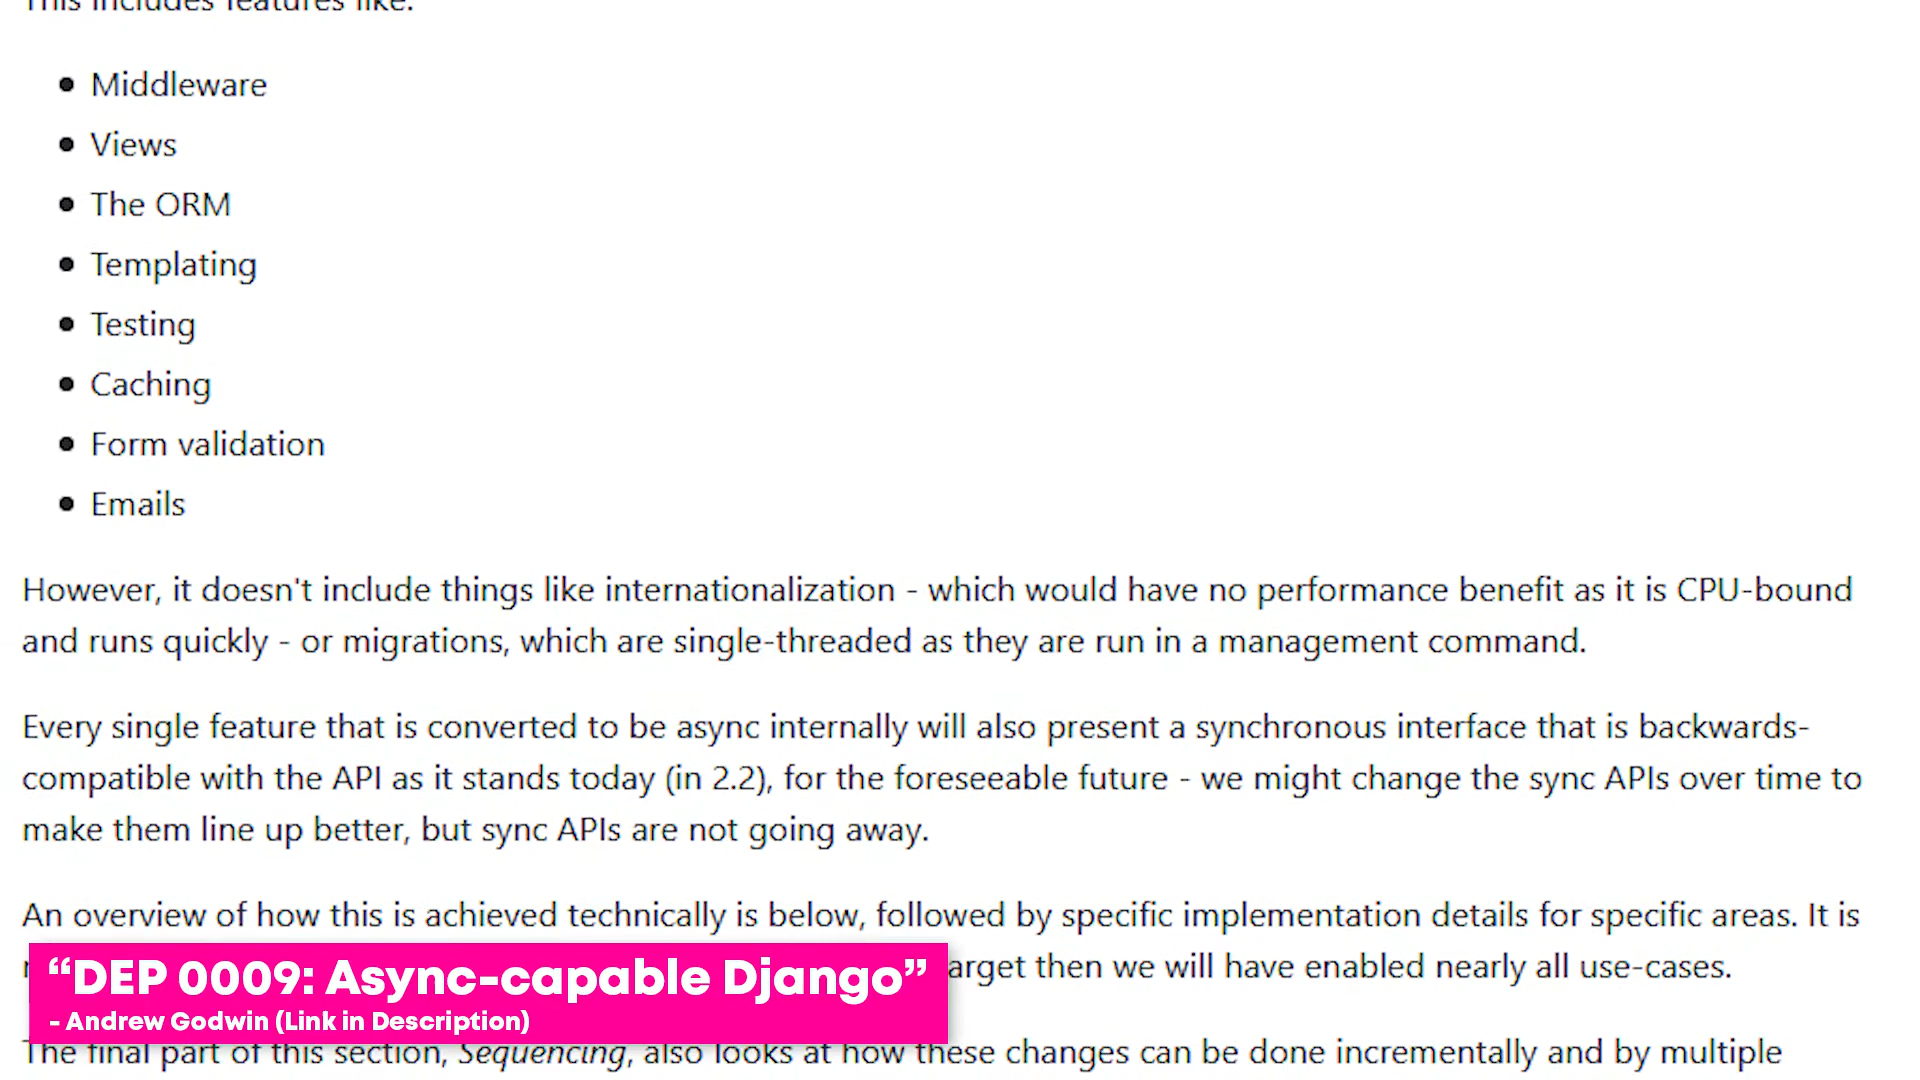 This includes features like:
Middleware
Views
The ORM
Templating
Testing
Caching
Form validation
Emails
However, it doesn't include things like internationalization - which would have no performance benefit as it is CPU-bound
and runs quickly - or migrations, which are single-threaded as they are run in a management command.
Every single feature that is converted to be async internally will also present a synchronous interface that is backwards-
compatible with the API as it stands today (in 2.2), for the foreseeable future - we might change the sync APIs over time to
make them line up better, but sync APIs are not going away.
An overview of how this is achieved technically is below, followed by specific implementation details for specific areas. It is
then we will have enabled nearly all use-cases.
“DEP 0009: Async-capable Django”
- Andrew Godwin (Link in Description)
The final part of this section, Sequencing, also looks at how these changes can be done incrementally and by multiple